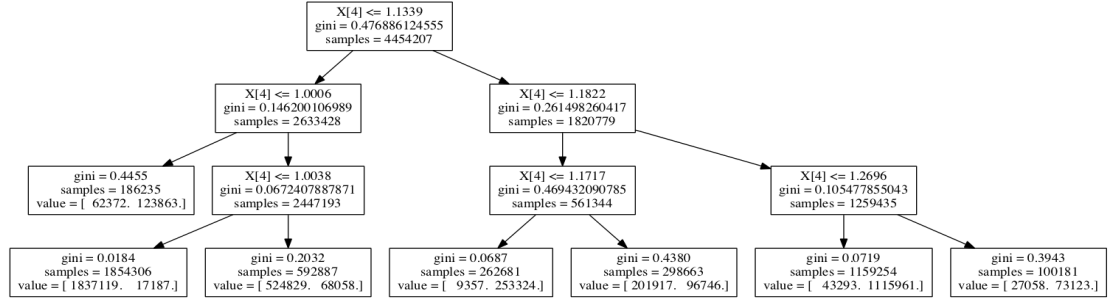 X[4] <= 1.1339
gini = 0.476886124555
samples = 4454207
X[4] <= 1.0006
gini = 0.146200106989
samples = 2633428
X[4] <= 1.1822
gini = 0.261498260417
samples = 1820779
gini = 0.4455
samples = 186235
value = [ 62372. 123863.]
X[4] <= 1.0038
gini = 0.0672407887871
samples = 2447193
X[4] <= 1.1717
gini = 0.469432090785
samples = 561344
X[4] <= 1.2696
gini = 0.105477855043
samples = 1259435
gini = 0.0184
samples = 1854306
value = [ 1837119. 17187.]
gini = 0.2032
samples = 592887
value = [ 524829. 68058.]
gini = 0.0687
samples = 262681
value = [ 9357. 253324.]
gini = 0.4380
samples = 298663
value = [ 201917. 96746.]
gini = 0.0719
samples = 1159254
value = [ 43293. 1115961.]
gini = 0.3943
samples = 100181
value = [ 27058. 73123.]